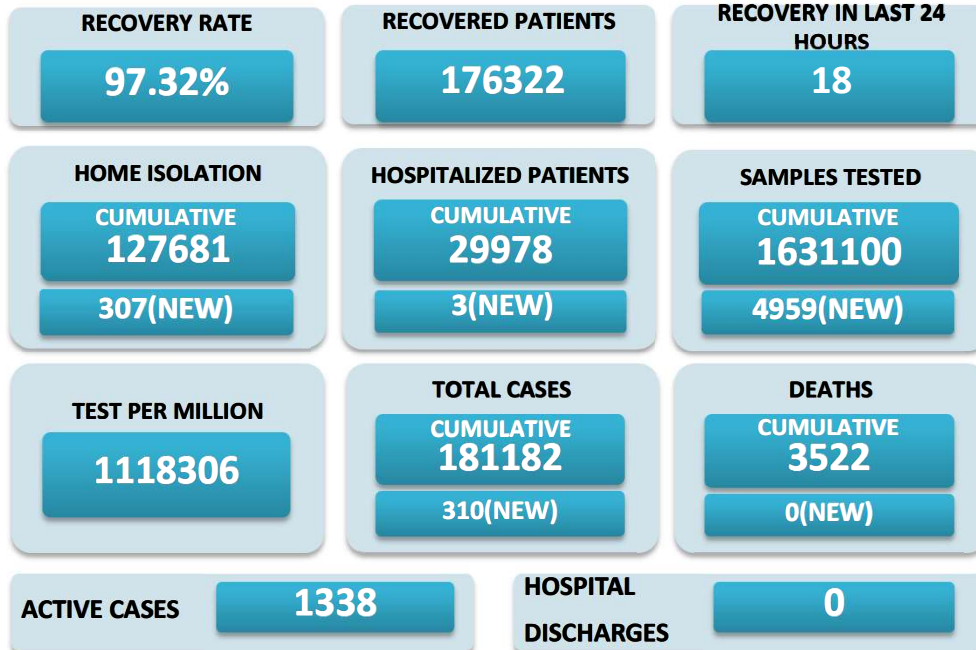 RECOVERY RATE
97.32%
RECOVERED PATIENTS
176322
RECOVERY IN LAST 24
HOURS
18
HOME ISOLATION
CUMULATIVE
127681
307(NEW)
HOSPITALIZED PATIENTS
CUMULATIVE
29978
3(NEW)
SAMPLES TESTED
CUMULATIVE
1631100
4959(NEW)
TEST PER MILLION
1118306
TOTAL CASES
CUMULATIVE
181182
310(NEW)
DEATHS
CUMULATIVE
3522
0(NEW)
ACTIVE CASES
1338
HOSPITAL
DISCHARGES
0